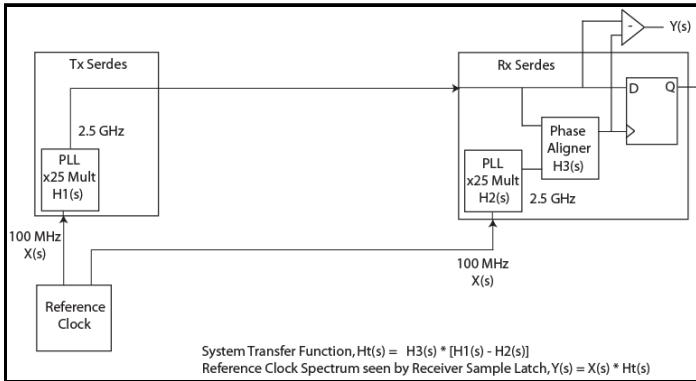 Y(s)
-
Tx Serdes
Rx Serdes
D
Q
2.5 GHz
Phase
Aligner
H3(s)
PLL
x25 Mult
H1(s)
PLL
x25 Mult
H2(s)
2.5 GHz
100 MHz
X(s)
100 MHz
X(s)
Reference
Clock
System Transfer Function, Ht(s) = H3(s) * [H1(s) - H2(s)]
Reference Clock Spectrum seen by Receiver Sample Latch, Y(s) = X(s) * Ht(s)